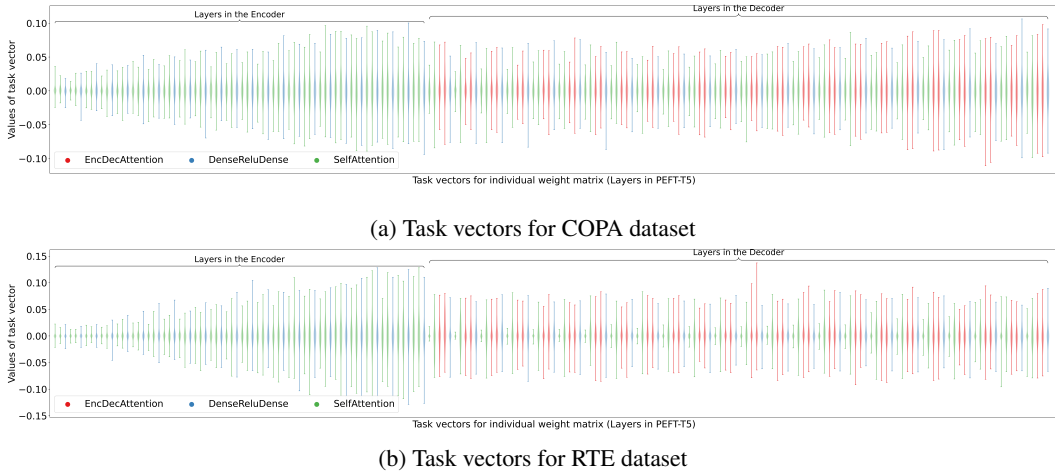 Layers in the Encoder
Layers in the Decoder
0.10
0.05
0.00
−0.05
−0.10
Values of task vector
EncDecAttention DenseReluDense SelfAttention
Task vectors for individual weight matrix (Layers in PEFT-T5)
(a) Task vectors for COPA dataset
Layers in the Encoder
Layers in the Decoder
0.15
0.10
0.05
0.00
−0.05
−0.10
−0.15
Values of task vector
EncDecAttention DenseReluDense SelfAttention
Task vectors for individual weight matrix (Layers in PEFT-T5)
(b) Task vectors for RTE dataset